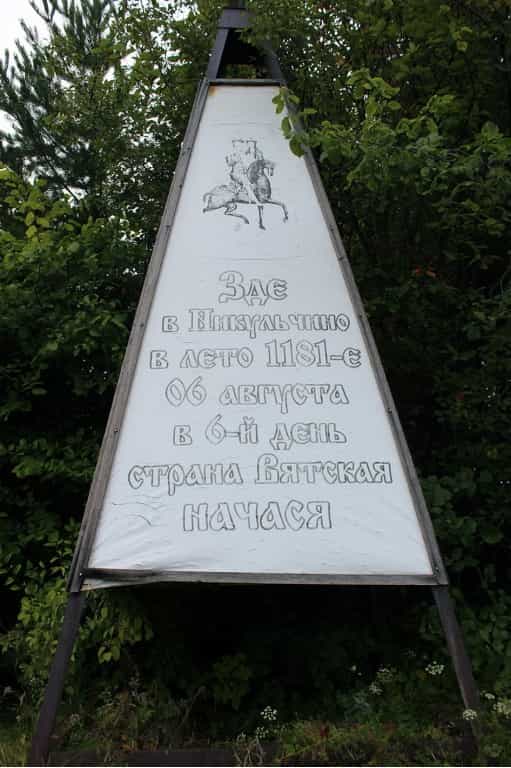 Зде
в Никульчино
в лето 1181-е
06 августа
в 6-й день
страна Вятская
начася